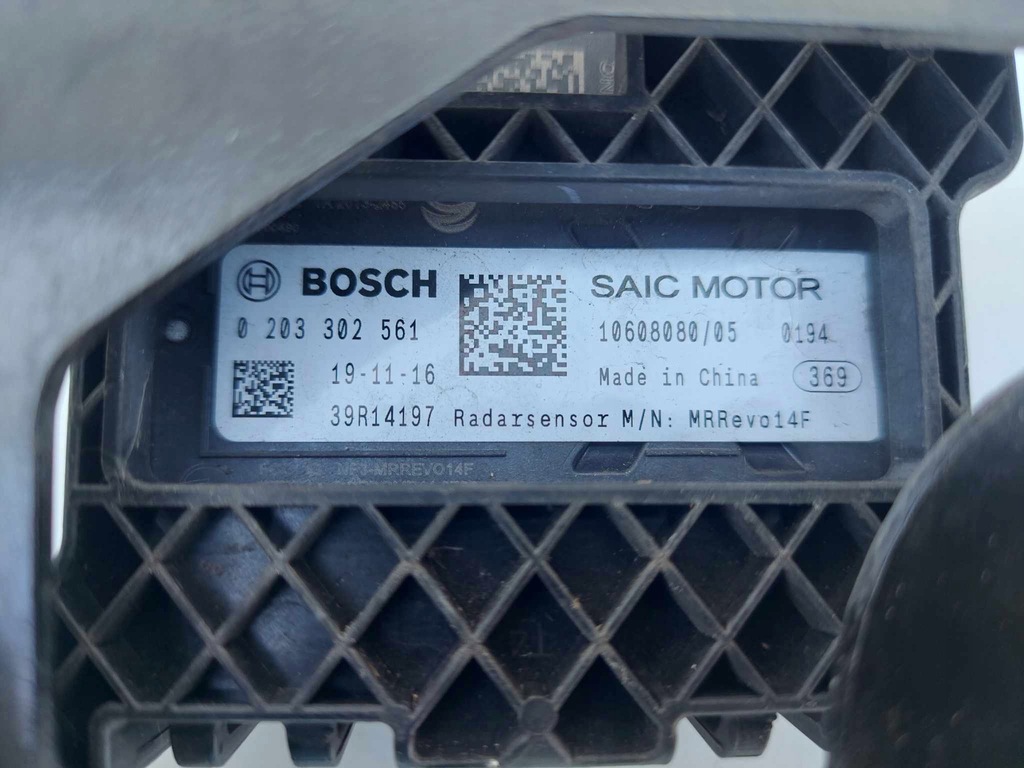 BOSCH SAIC MOTOR
0 203 302 561 10608080/05 0194
19-11-16 Made in China 369
39R14197 Radarsensor M/N: MRRevo14F
MRREVO14F